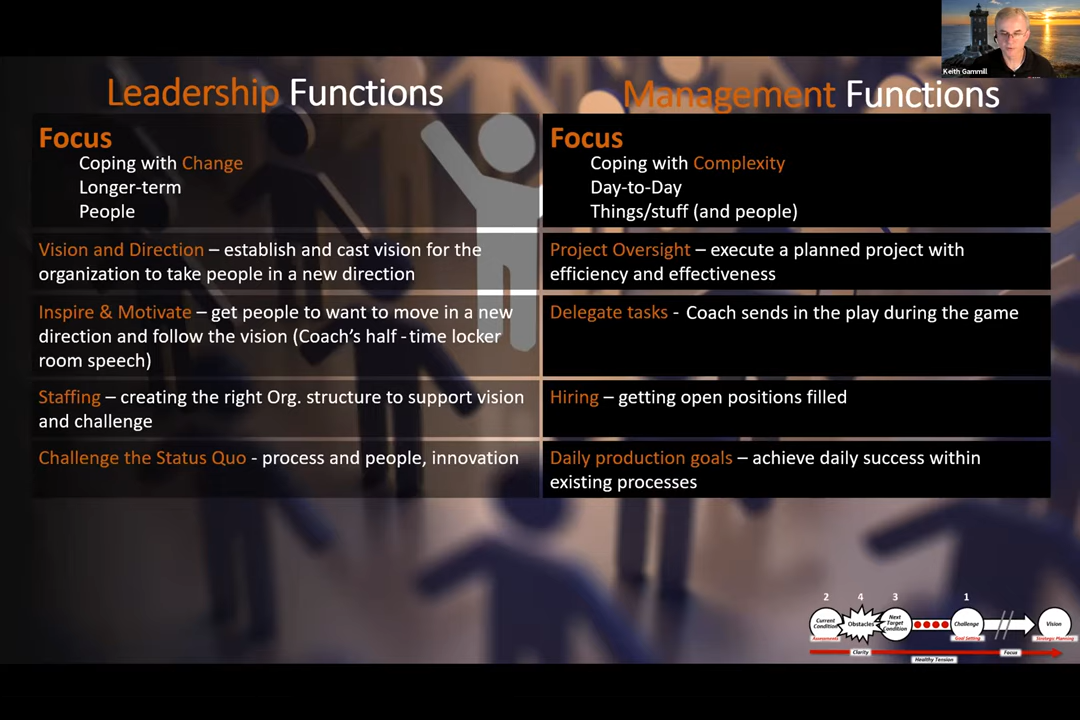 Keith Gammill
Leadership Functions
Focus
Coping with Change
Longer-term
People
Vision and Direction – establish and cast vision for the
organization to take people in a new direction
Inspire & Motivate – get people to want to move in a new
direction and follow the vision (Coach's half -time locker
room speech)
Staffing – creating the right Org. structure to support vision
and challenge
Challenge the Status Quo - process and people, innovation
Management Functions
Focus
Coping with Complexity
Day-to-Day
Things/stuff (and people)
Project Oversight – execute a planned project with
efficiency and effectiveness
Delegate tasks - Coach sends in the play during the game
Hiring – getting open positions filled
Daily production goals – achieve daily success within
existing processes
2 4 3 1
Current
Condition
Obstacles
Next
Target
Condition
Challenge
Vision
Assessments
Goal Setting
Strategic Planning
Clarity
Focus
Healthy Tension